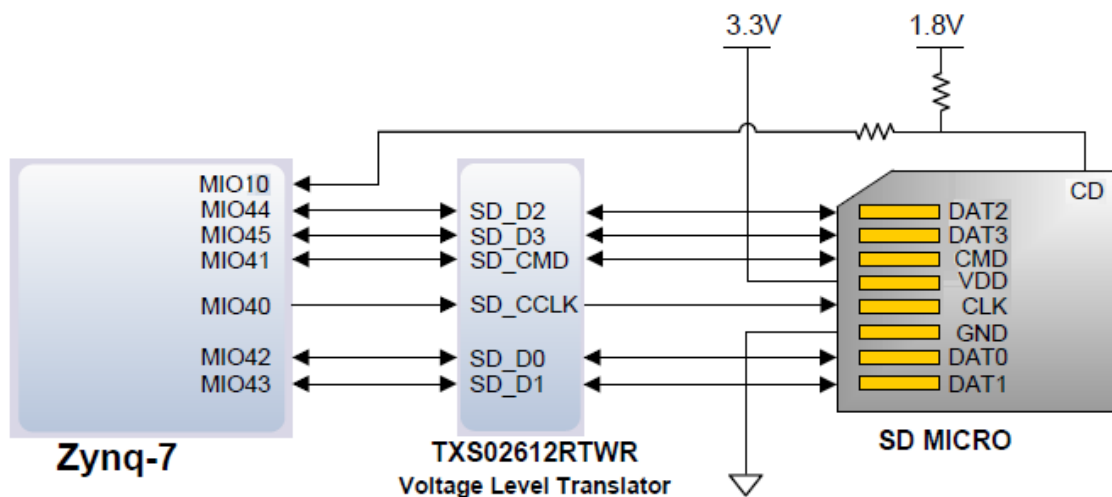 3.3V
1.8V
CD
MIO10
MIO44
SD_D2
DAT2
MIO45
SD_D3
DAT3
MIO41
SD_CMD
CMD
VDD
MIO40
SD_CCLK
CLK
GND
MIO42
SD_D0
DAT0
MIO43
SD_D1
DAT1
Zynq-7
TXS02612RTWR
Voltage Level Translator
SD MICRO